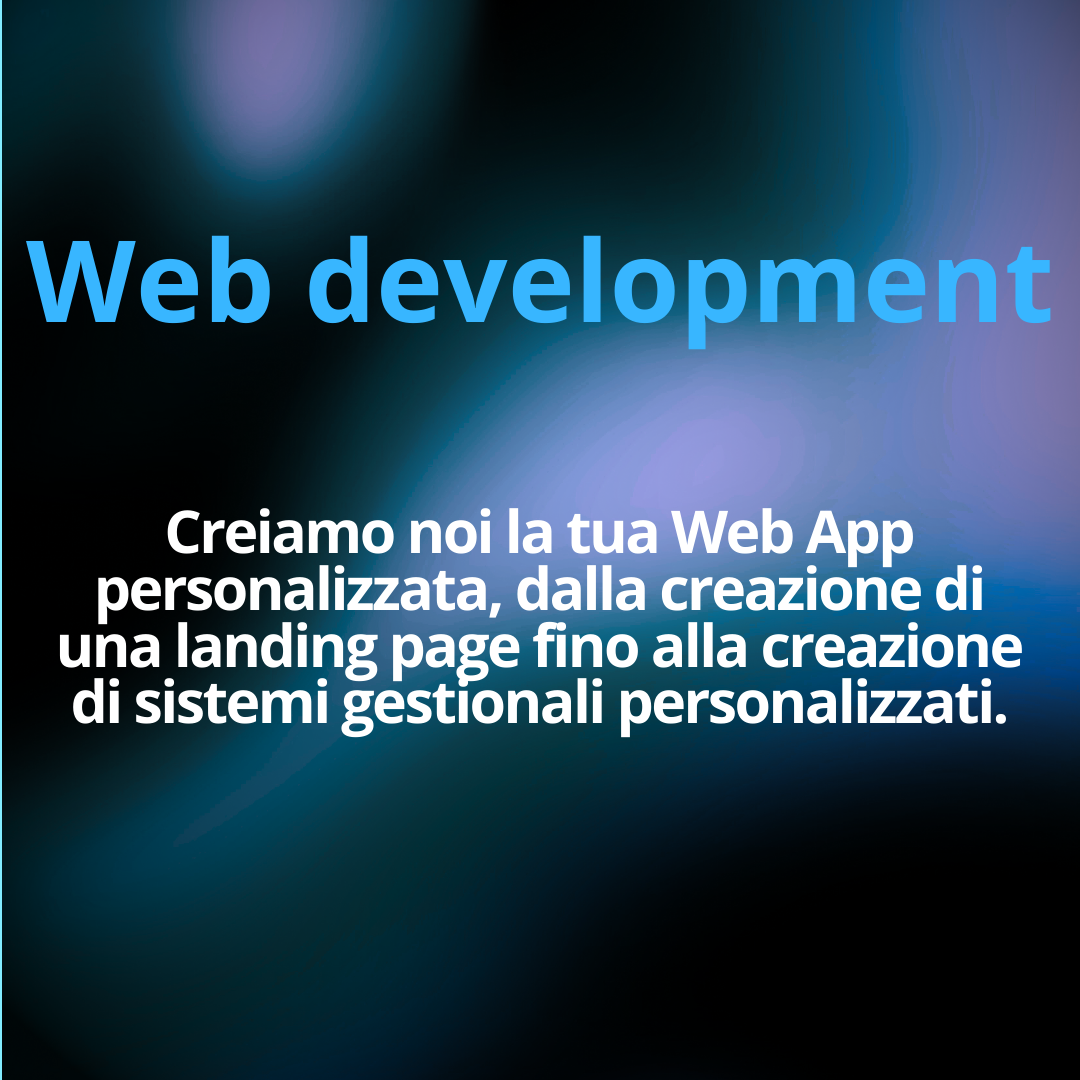 Web development
Creiamo noi la tua Web App
personalizzata, dalla creazione di
una landing page fino alla creazione
di sistemi gestionali personalizzati.